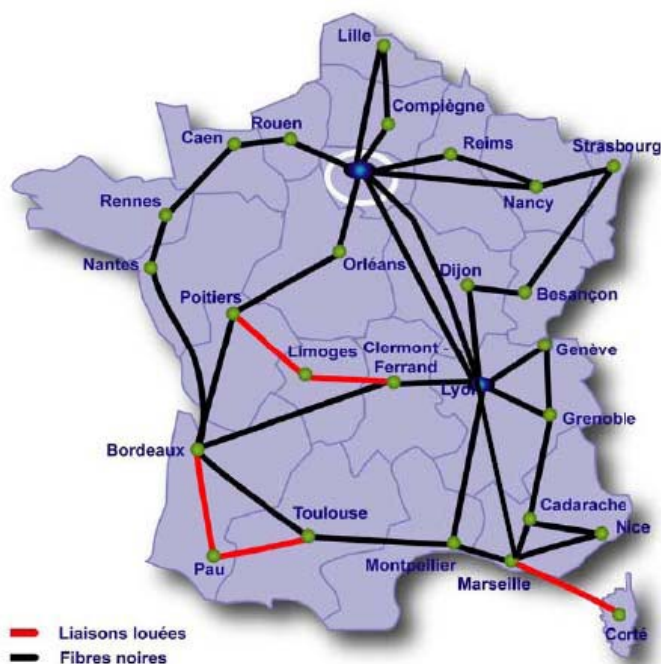 Lille
Compiègne
Rouen
Caen
Reims
Strasbourg
Rennes
Nancy
Nantes
Orléans
Dijon
Besançon
Poitiers
Limoges
Clermont -
Ferrand
Genève
Lyon
Grenoble
Bordeaux
Toulouse
Cadarache
Nice
Pau
Montpellier
Marseille
Corté
Liaisons louées
Fibres noires